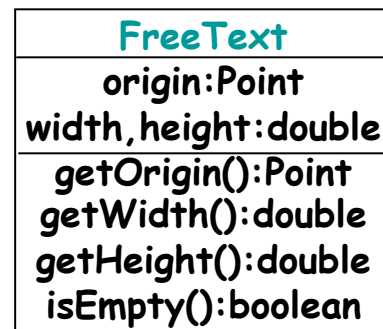 FreeText
origin:Point
width,height:double
getOrigin():Point
getWidth():double
getHeight():double
isEmpty():boolean